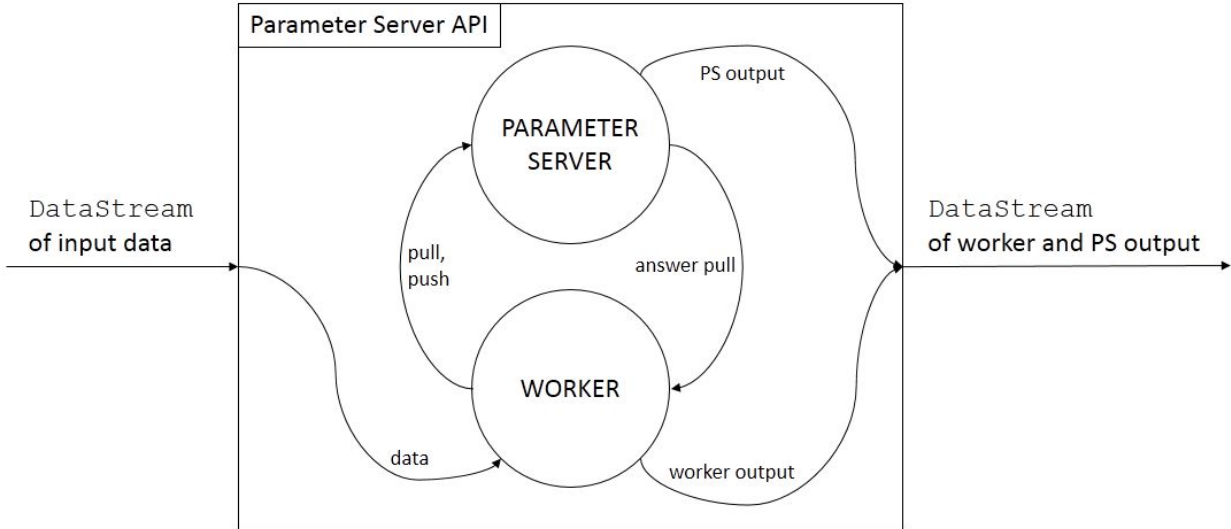 Parameter Server API
PS output
PARAMETER
SERVER
DataStream
of input data
pull,
push
answer pull
DataStream
of worker and PS output
WORKER
data
worker output